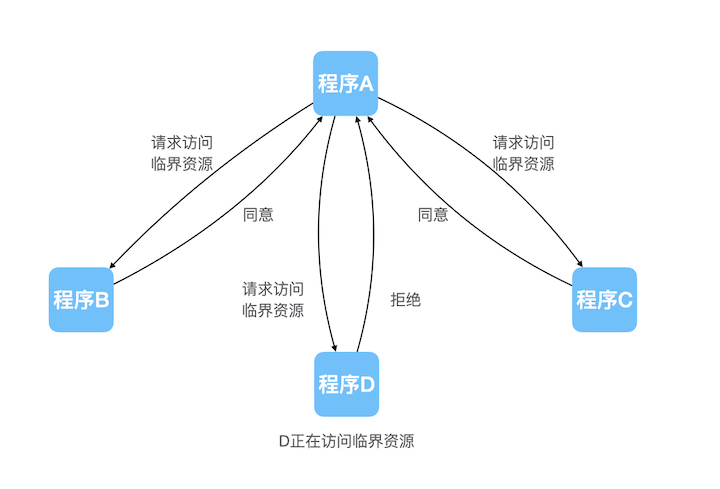 程序A
请求访问
临界资源
请求访问
临界资源
同意
同意
程序B
请求访问
临界资源
拒绝
程序C
程序D
D正在访问临界资源